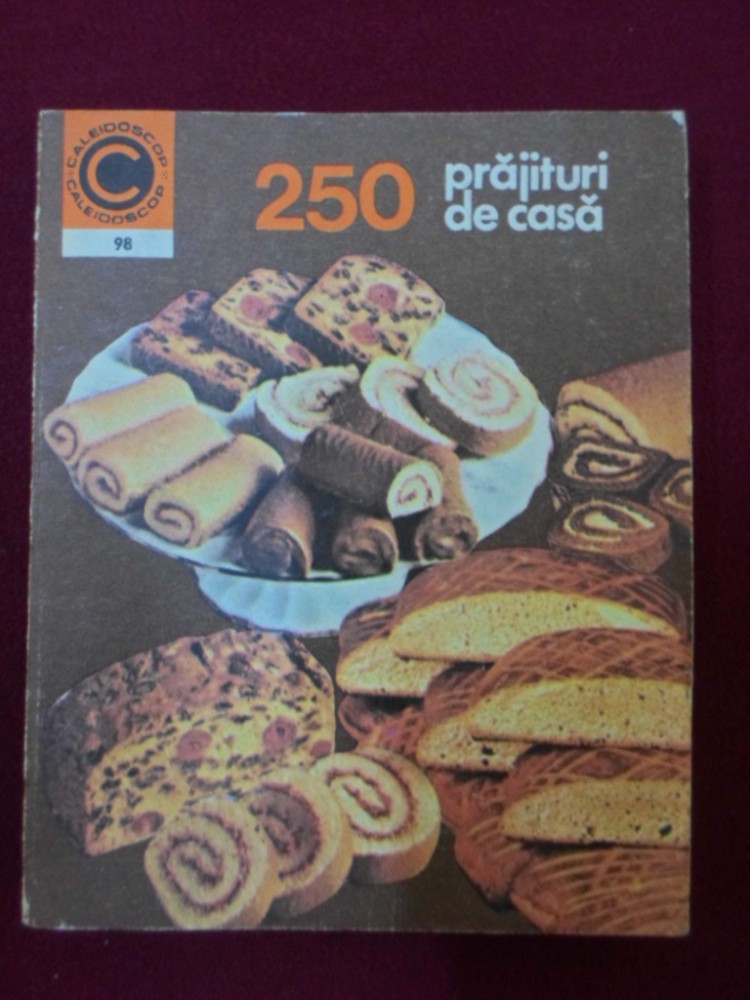 CALEIDOSCOP
C
CALEIDOSCOP
98
250
prăjituri
de casă